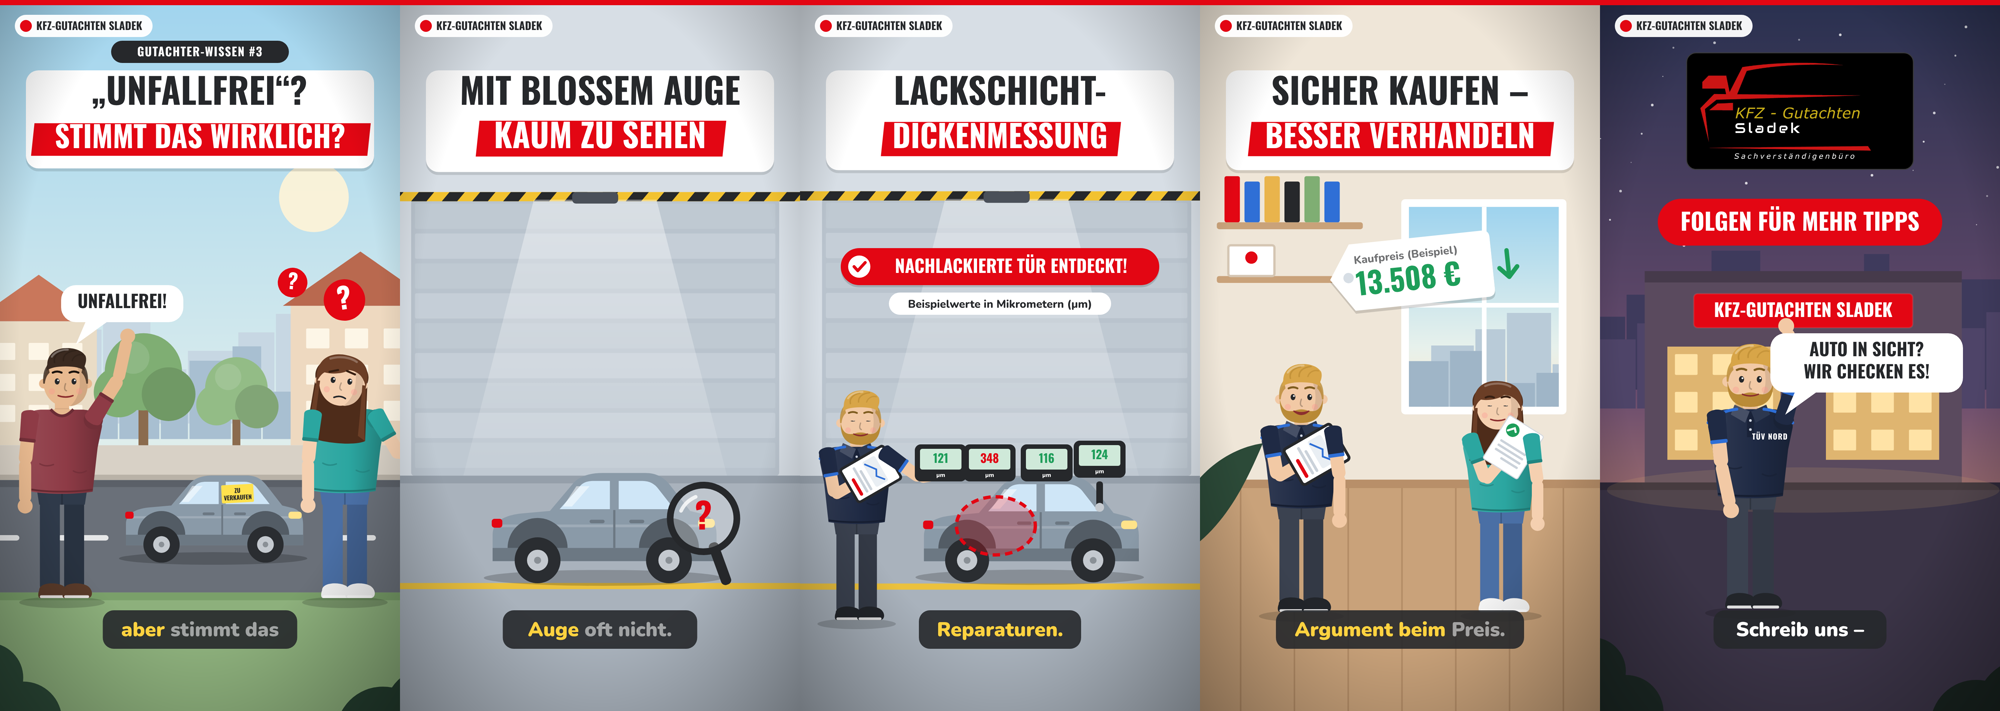 KFZ-GUTACHTEN SLADEK
GUTACHTER-WISSEN #3
„UNFALLFREI“?
STIMMT DAS WIRKLICH?
UNFALLFREI!
?
?
ZU
VERKAUFEN
aber stimmt das
KFZ-GUTACHTEN SLADEK
MIT BLOSSEM AUGE
KAUM ZU SEHEN
?
Auge oft nicht.
KFZ-GUTACHTEN SLADEK
LACKSCHICHT-
DICKENMESSUNG
NACHLACKIERTE TÜR ENTDECKT!
Beispielwerte in Mikrometern (µm)
121
µm
348
µm
116
µm
124
µm
Reparaturen.
KFZ-GUTACHTEN SLADEK
SICHER KAUFEN –
BESSER VERHANDELN
Kaufpreis (Beispiel)
13.508 €
Argument beim Preis.
KFZ-GUTACHTEN SLADEK
KFZ - Gutachten
Sladek
Sachverständigenbüro
FOLGEN FÜR MEHR TIPPS
KFZ-GUTACHTEN SLADEK
AUTO IN SICHT?
WIR CHECKEN ES!
TÜV NORD
Schreib uns –